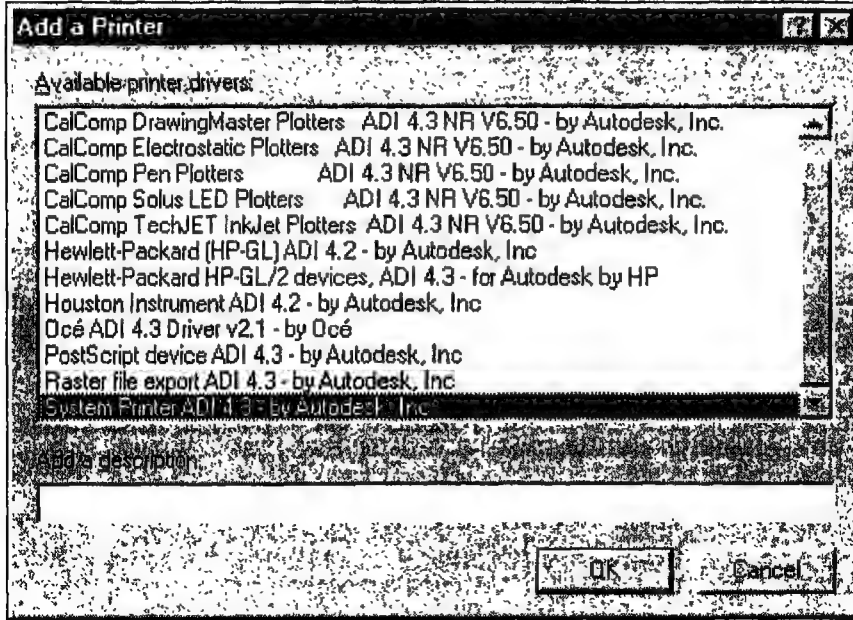 Add a Printer
Available printer drivers:
CalComp DrawingMaster Plotters ADI 4.3 NR V6.50 - by Autodesk, Inc.
CalComp Electrostatic Plotters ADI 4.3 NR V6.50 - by Autodesk, Inc.
CalComp Pen Plotters ADI 4.3 NR V6.50 - by Autodesk, Inc.
CalComp Solus LED Plotters ADI 4.3 NR V6.50 - by Autodesk, Inc.
CalComp TechJET InkJet Plotters ADI 4.3 NR V6.50 - by Autodesk, Inc.
Hewlett-Packard (HP-GL) ADI 4.2 - by Autodesk, Inc
Hewlett-Packard HP-GL/2 devices, ADI 4.3 - for Autodesk by HP
Houston Instrument ADI 4.2 - by Autodesk, Inc
Océ ADI 4.3 Driver v2.1 - by Océ
PostScript device ADI 4.3 - by Autodesk, Inc
Raster file export ADI 4.3 - by Autodesk, Inc
System Printer ADI 4.3 - by Autodesk, Inc
Add a description:
OK Cancel